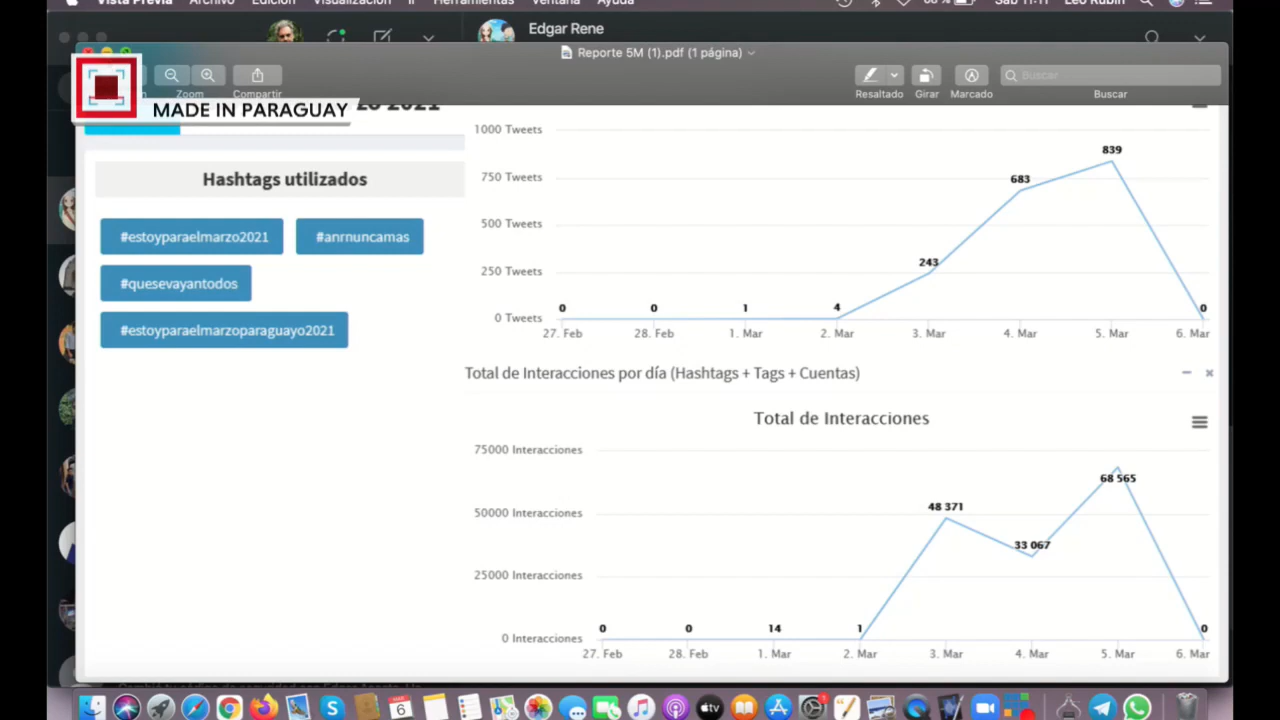 Vista Previa Archivo Edición Visualización Ir Herramientas Ventana Ayuda
Sáb 11:11 Leo Rubin
Edgar Rene
Reporte 5M (1).pdf (1 página)
Zoom Compartir
Resaltado Girar Marcado
Buscar
Buscar
MADE IN PARAGUAY
2021
Hashtags utilizados
#estoyparaelmarzo2021 #anrnuncamas
#quesevayantodos
#estoyparaelmarzoparaguayo2021
1000 Tweets
750 Tweets
500 Tweets
250 Tweets
0 Tweets
0 0 1 4 243 683 839 0
27. Feb 28. Feb 1. Mar 2. Mar 3. Mar 4. Mar 5. Mar 6. Mar
Total de Interacciones por día (Hashtags + Tags + Cuentas)
Total de Interacciones
75000 Interacciones
50000 Interacciones
25000 Interacciones
0 Interacciones
0 0 14 1 48 371 33 067 68 565 0
27. Feb 28. Feb 1. Mar 2. Mar 3. Mar 4. Mar 5. Mar 6. Mar
6
tv